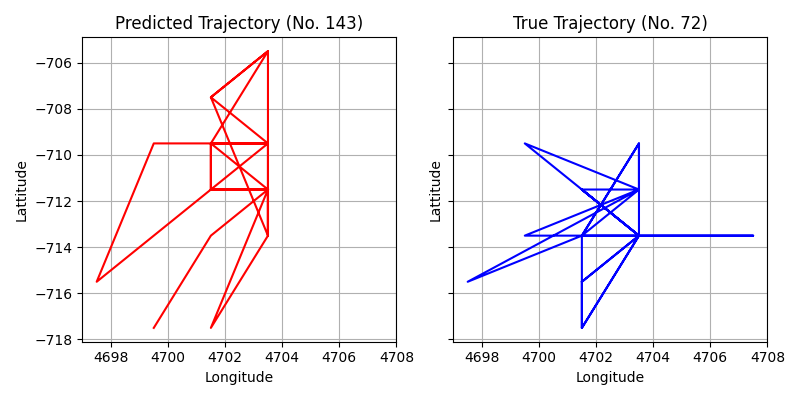 Predicted Trajectory (No. 143)
True Trajectory (No. 72)
Lattitude
−706
−708
−710
−712
−714
−716
−718
4698 4700 4702 4704 4706 4708
Longitude
Lattitude
4698 4700 4702 4704 4706 4708
Longitude